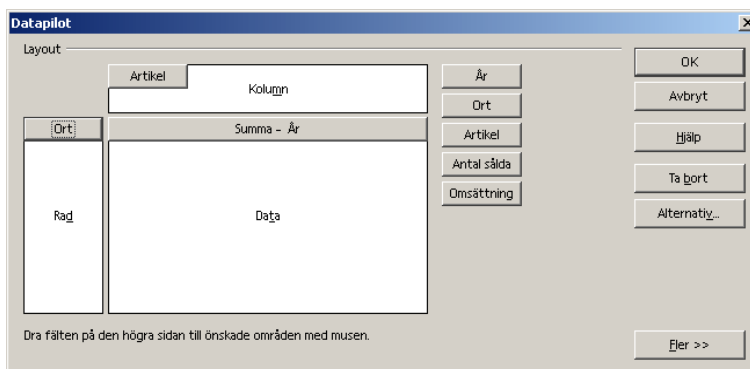 Datapilot
Layout
Artikel
Kolumn
Ort
Summa - År
Rad
Data
År
Ort
Artikel
Antal sålda
Omsättning
OK
Avbryt
Hjälp
Ta bort
Alternativ...
Dra fälten på den högra sidan till önskade områden med musen.
Fler >>